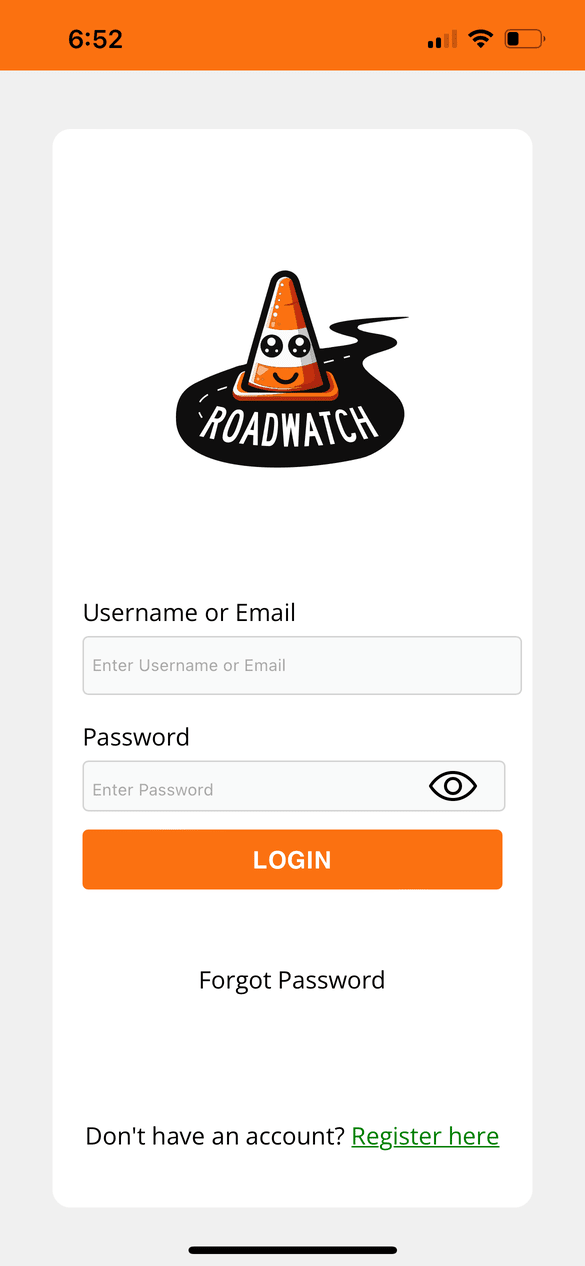 6:52
ROADWATCH
Username or Email
Enter Username or Email
Password
Enter Password
LOGIN
Forgot Password
Don't have an account? Register here